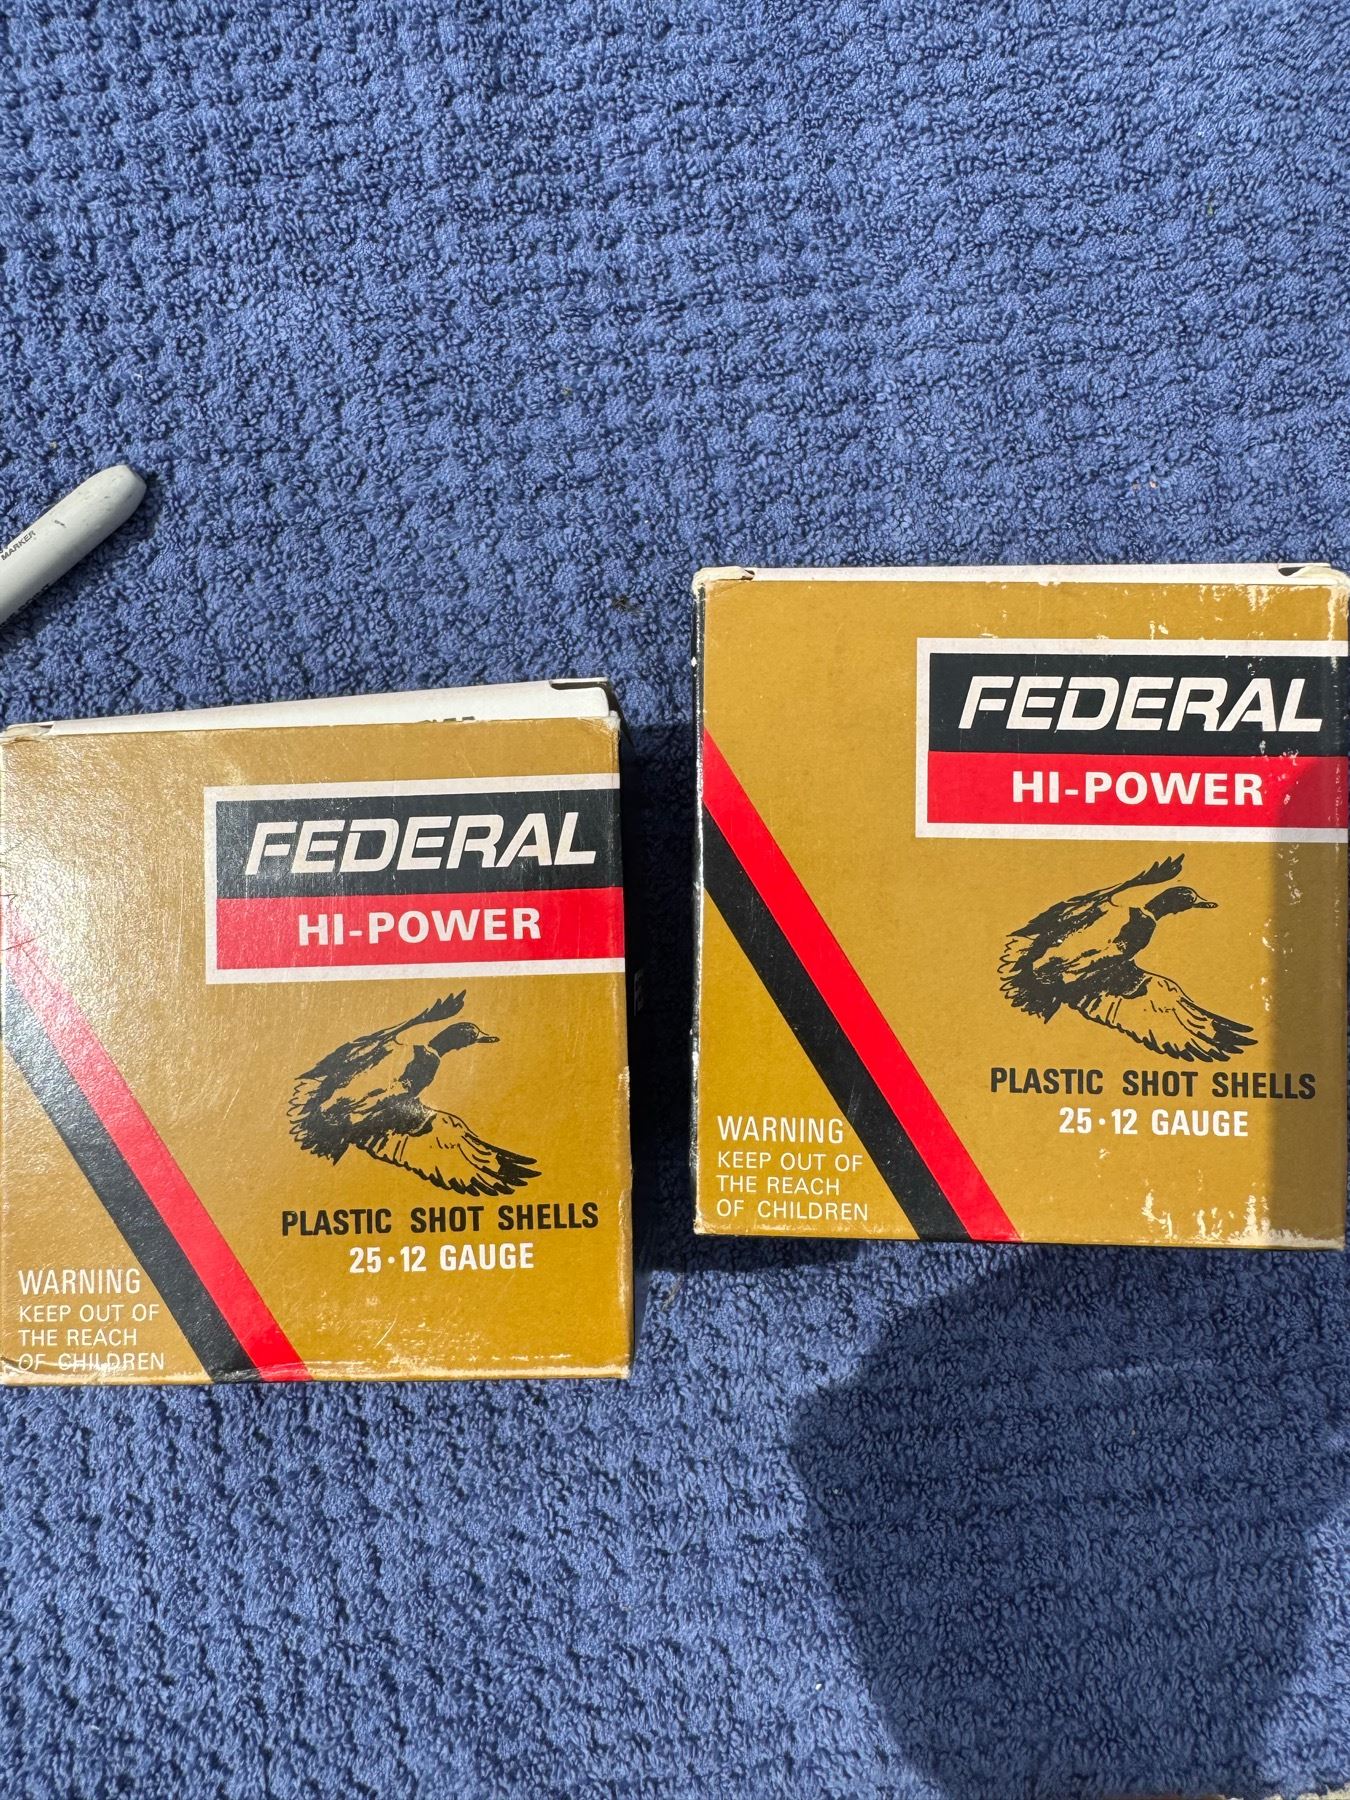 MARKER
FEDERAL
HI-POWER
PLASTIC SHOT SHELLS
25·12 GAUGE
WARNING
KEEP OUT OF
THE REACH
OF CHILDREN
FEDERAL
HI-POWER
PLASTIC SHOT SHELLS
25·12 GAUGE
WARNING
KEEP OUT OF
THE REACH
OF CHILDREN